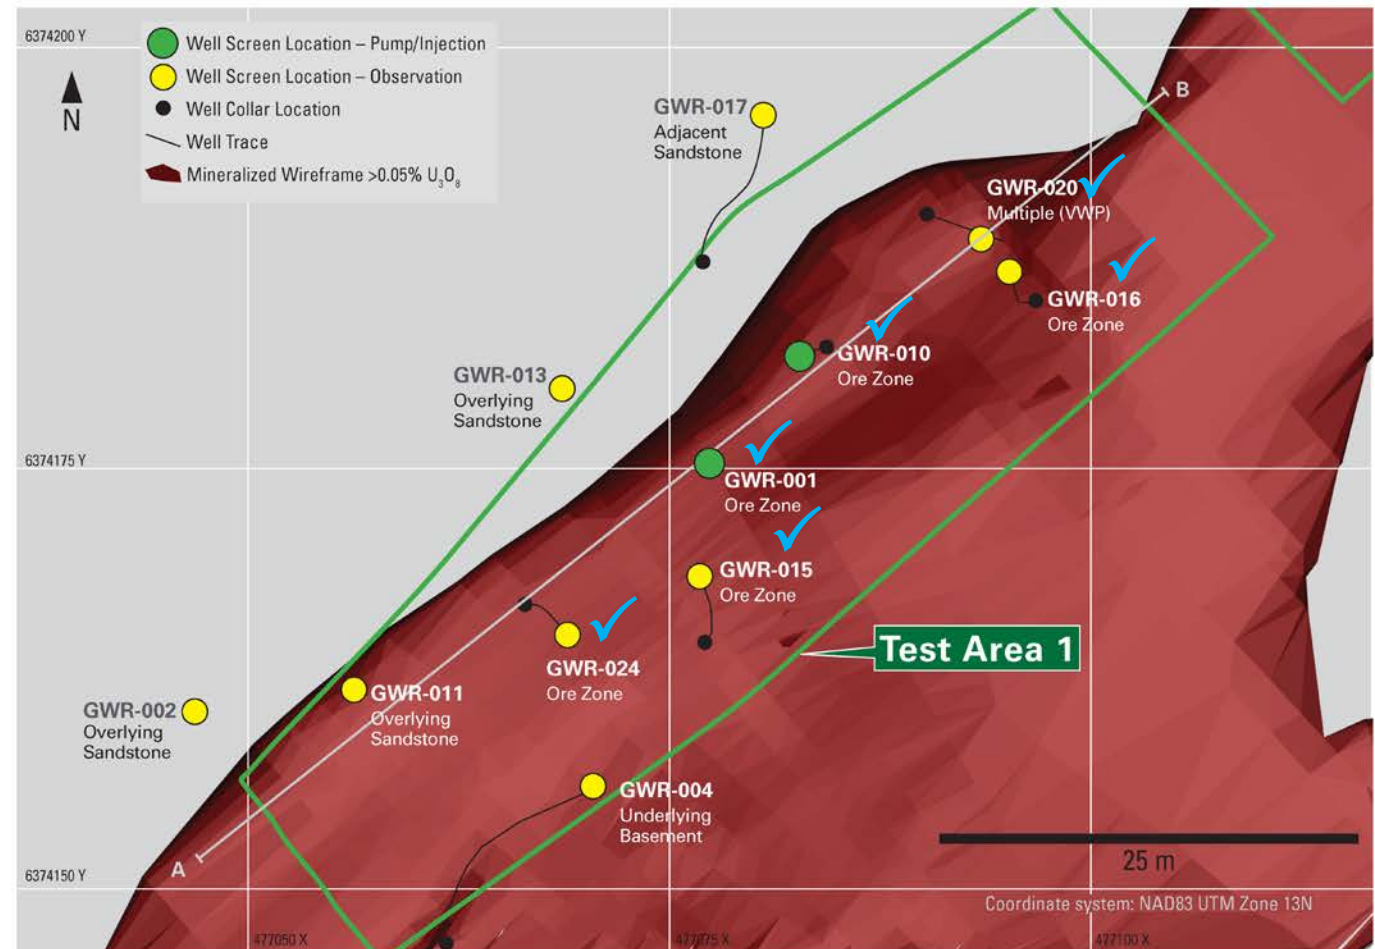 6374200 Y
Well Screen Location – Pump/Injection
Well Screen Location – Observation
Well Collar Location
Well Trace
Mineralized Wireframe >0.05% U₃O₈
N
B
GWR-017
Adjacent
Sandstone
GWR-020
Multiple (VWP)
GWR-016
Ore Zone
GWR-010
Ore Zone
GWR-013
Overlying
Sandstone
6374175 Y
GWR-001
Ore Zone
GWR-015
Ore Zone
Test Area 1
GWR-024
Ore Zone
GWR-011
Overlying
Sandstone
GWR-002
Overlying
Sandstone
GWR-004
Underlying
Basement
A
25 m
6374150 Y
Coordinate system: NAD83 UTM Zone 13N
477050 X
477075 X
477100 X